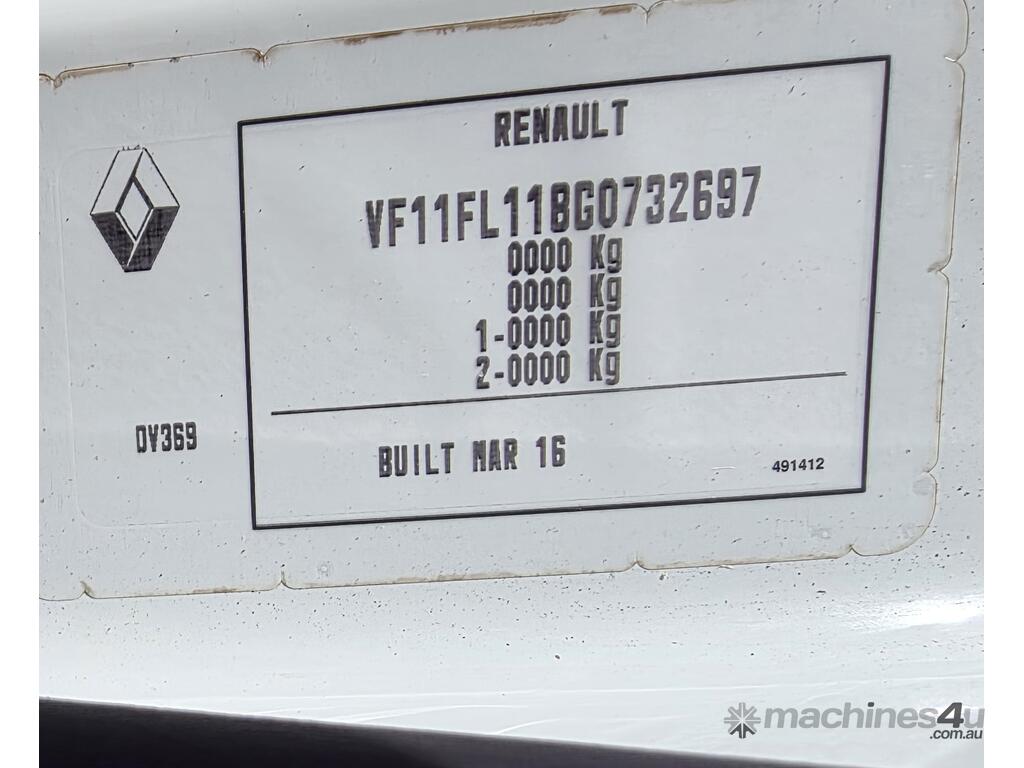 RENAULT
VF11FL118GO732697
0000 Kg
0000 Kg
1-0000 Kg
2-0000 Kg
DV369
BUILT MAR 16
491412
machines4u
.com.au